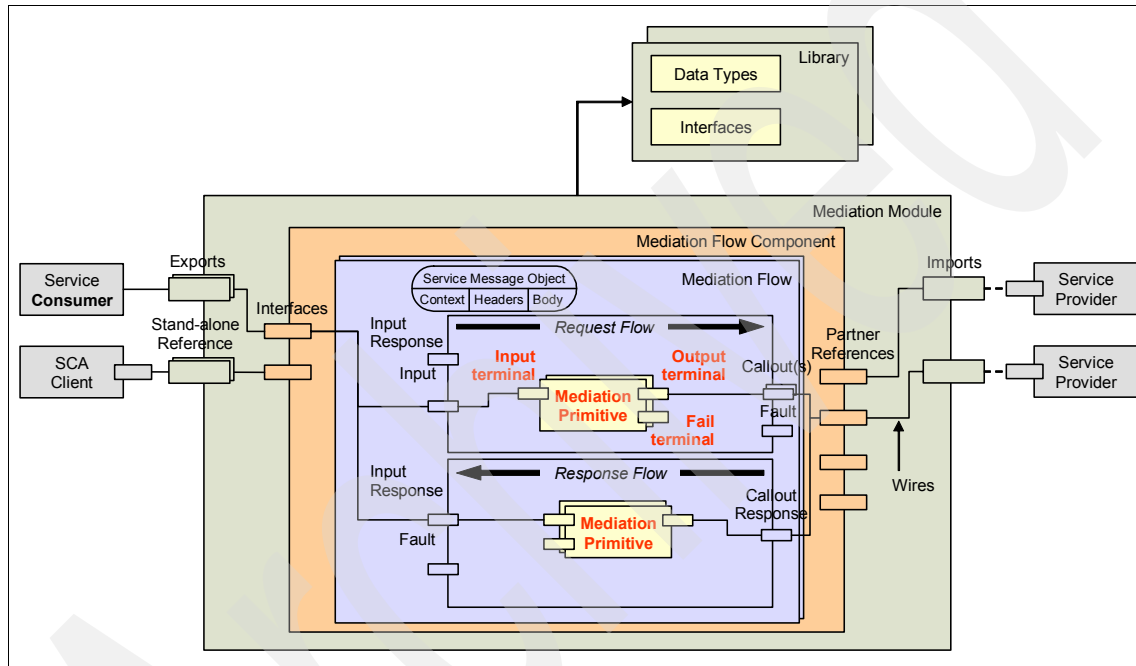 Library
Data Types
Interfaces
Mediation Module
Mediation Flow Component
Mediation Flow
Service Message Object
Context Headers Body
Exports
Imports
Service
Consumer
Interfaces
Stand-alone
Reference
SCA
Client
Service
Provider
Service
Provider
Partner
References
Wires
Input
Response
Request Flow
Input
Input
terminal
Output
terminal
Callout(s)
Mediation
Primitive
Fault
Fail
terminal
Input
Response
Response Flow
Callout
Response
Fault
Mediation
Primitive
Archived